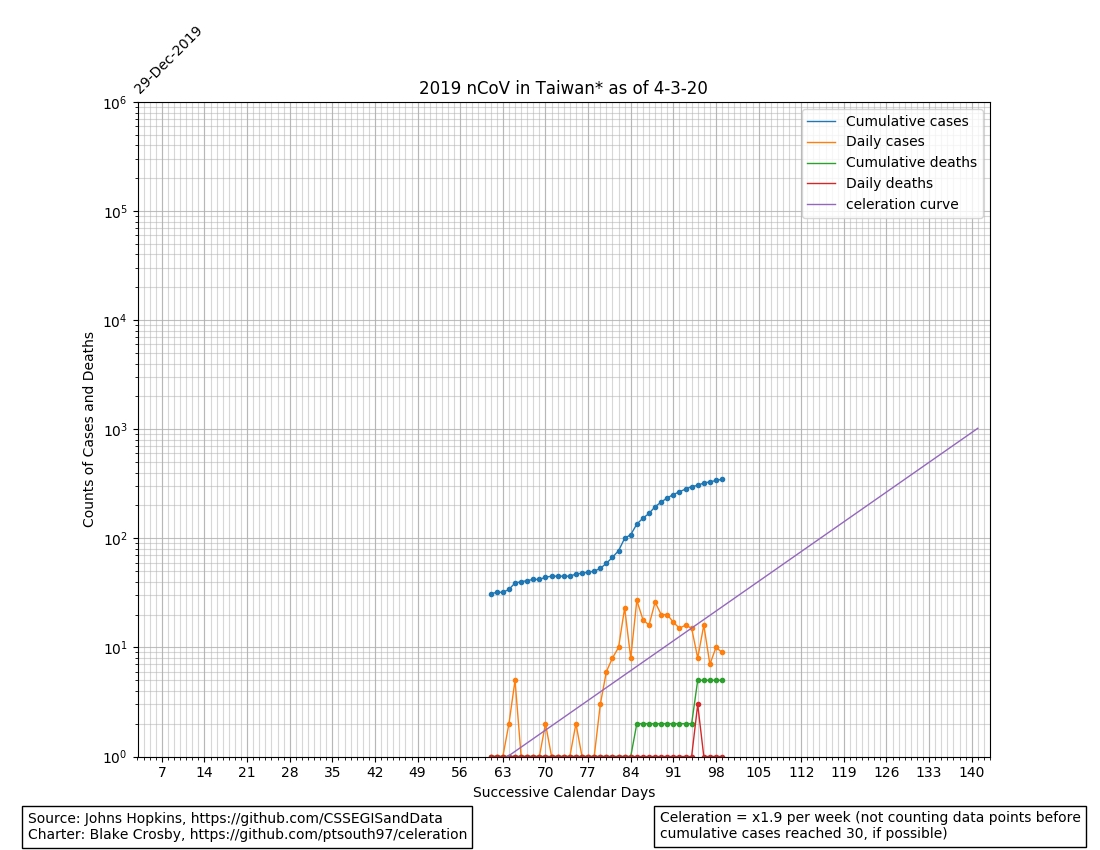 29-Dec-2019
2019 nCoV in Taiwan* as of 4-3-20
Cumulative cases
Daily cases
Cumulative deaths
Daily deaths
celeration curve
Counts of Cases and Deaths
10^6
10^5
10^4
10^3
10^2
10^1
10^0
7 14 21 28 35 42 49 56 63 70 77 84 91 98 105 112 119 126 133 140
Successive Calendar Days
Source: Johns Hopkins, https://github.com/CSSEGISandData
Charter: Blake Crosby, https://github.com/ptsouth97/celeration
Celeration = x1.9 per week (not counting data points before
cumulative cases reached 30, if possible)